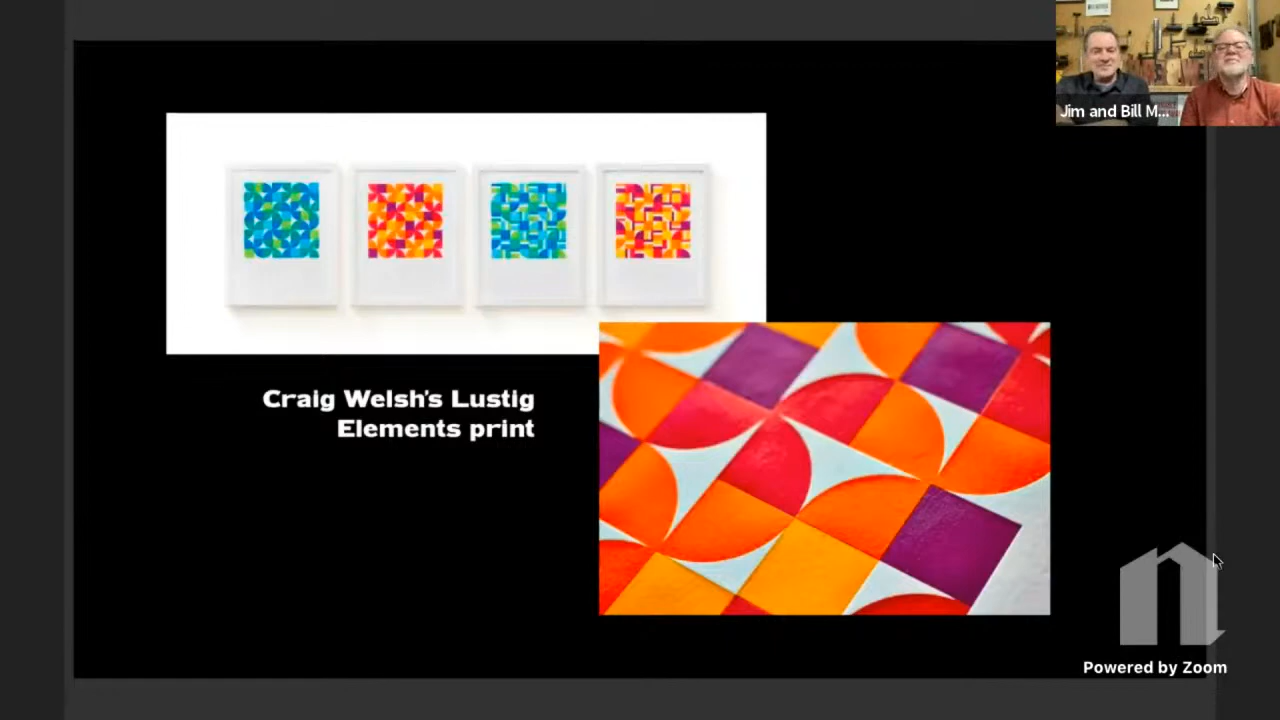 Jim and Bill M...
Craig Welsh's Lustig
Elements print
Powered by Zoom